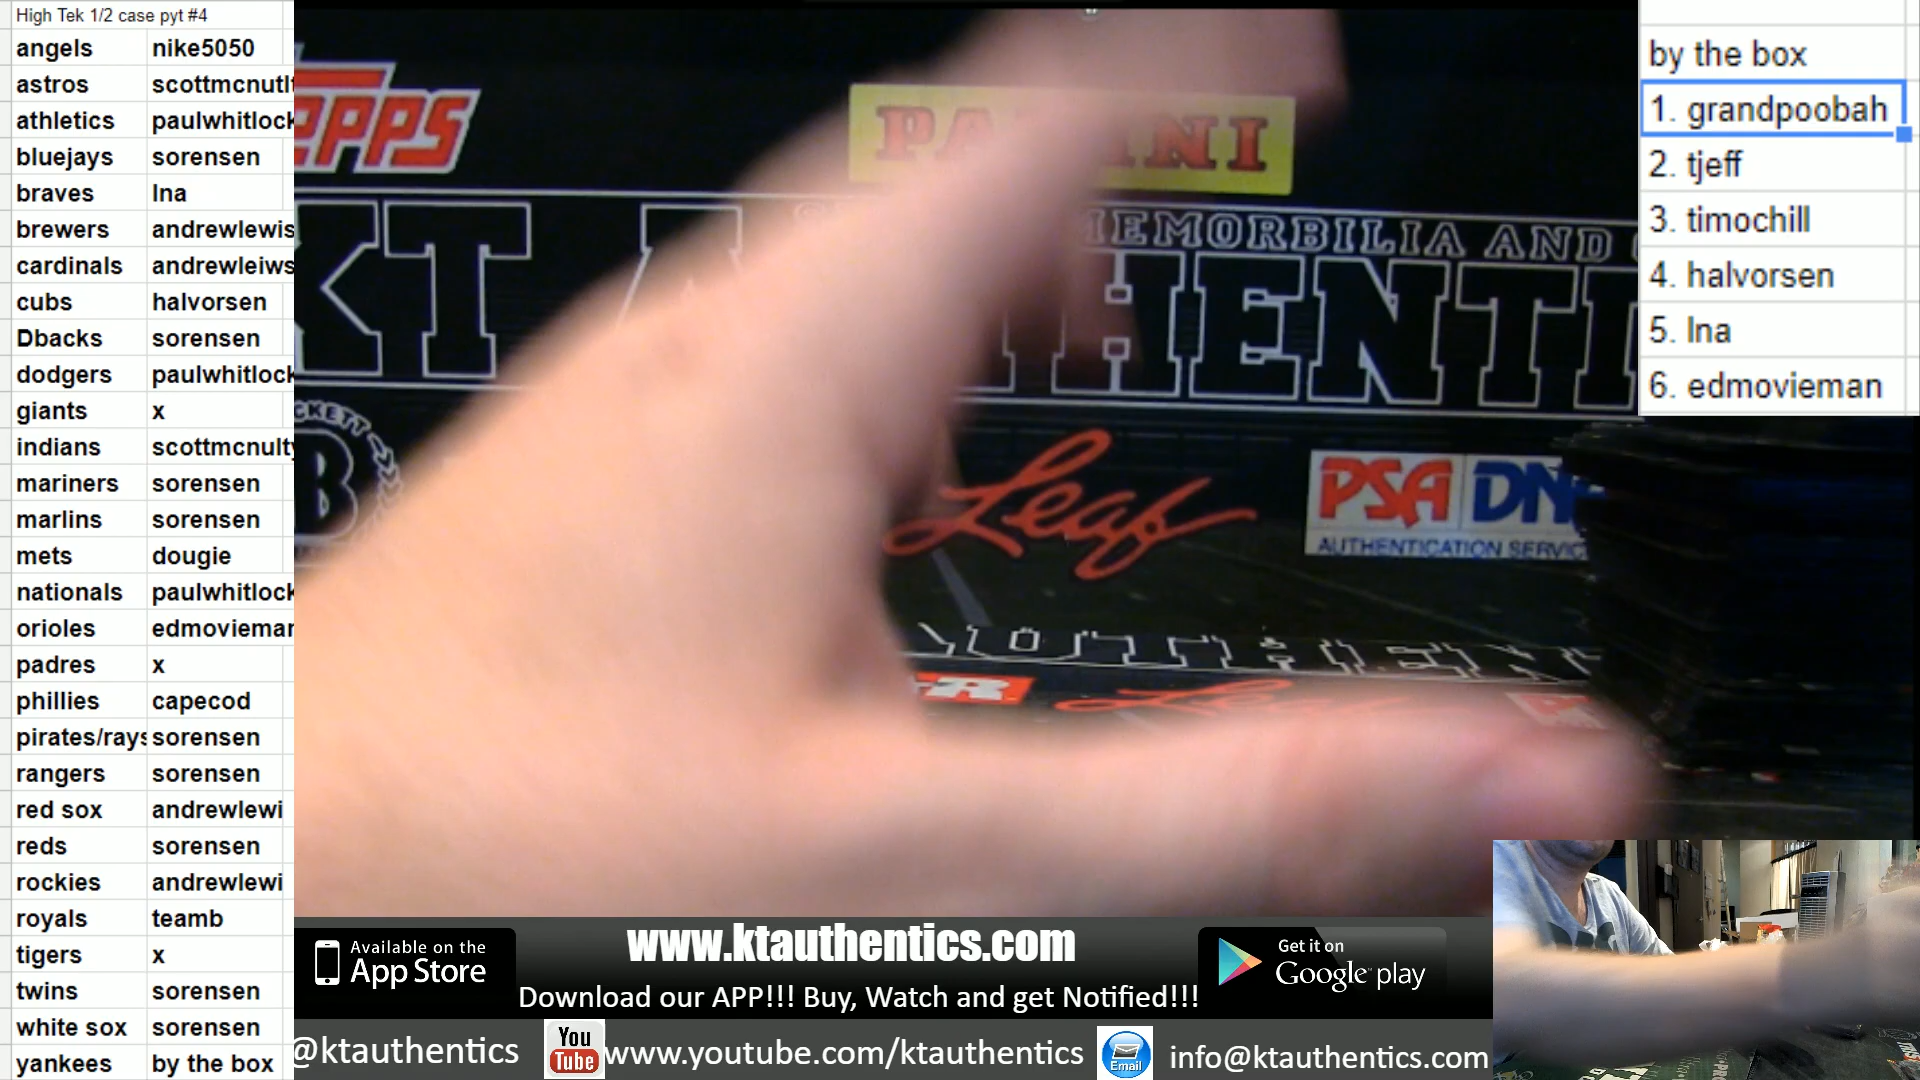 High Tek 1/2 case pyt #4
angels nike5050
astros scottmcnutlt
athletics paulwhitlock
bluejays sorensen
braves lna
brewers andrewlewis
cardinals andrewleiws
cubs halvorsen
Dbacks sorensen
dodgers paulwhitlock
giants x
indians scottmcnulty
mariners sorensen
marlins sorensen
mets dougie
nationals paulwhitlock
orioles edmovieman
padres x
phillies capecod
pirates/rays sorensen
rangers sorensen
red sox andrewlewi
reds sorensen
rockies andrewlewi
royals teamb
tigers x
twins sorensen
white sox sorensen
yankees by the box
by the box
1. grandpoobah
2. tjeff
3. timochill
4. halvorsen
5. lna
6. edmovieman
PANINI
MEMORBILIA AND
KT AUTHENTI
Leaf
PSA DN
AUTHENTICATION SERVIC
Available on the
App Store
www.ktauthentics.com
Download our APP!!! Buy, Watch and get Notified!!!
Get it on
Google play
@ktauthentics
You
Tube
www.youtube.com/ktauthentics
Email
info@ktauthentics.com